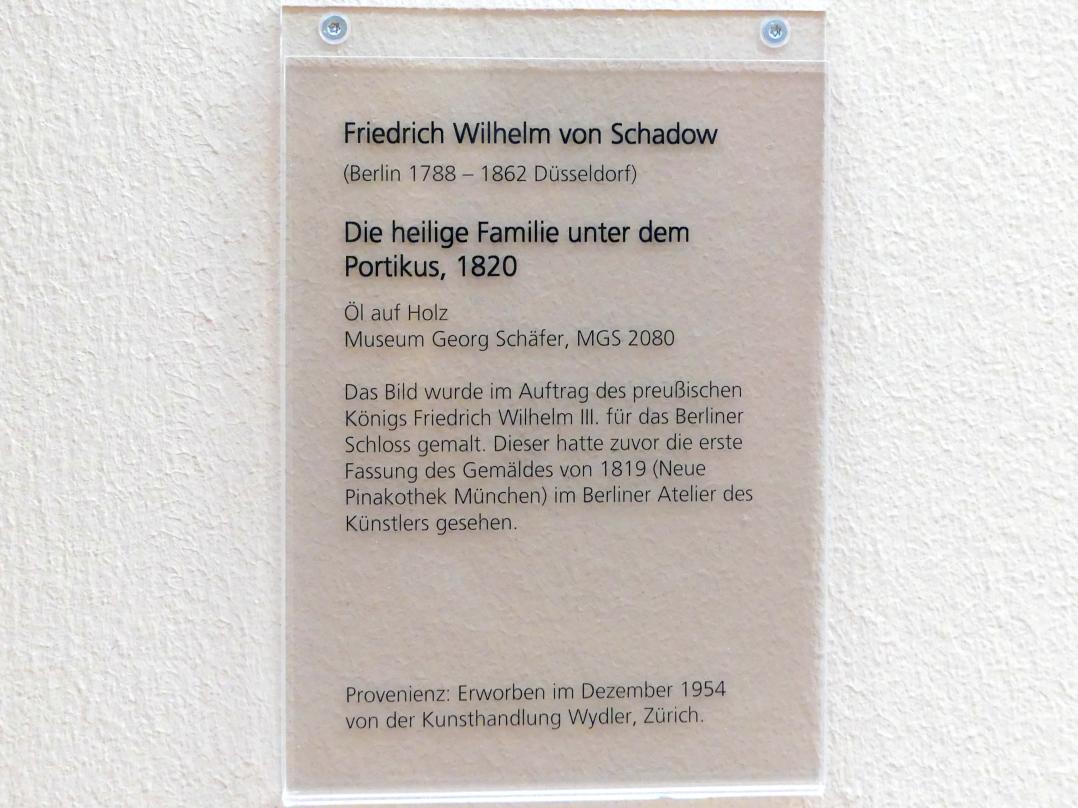 Friedrich Wilhelm von Schadow
(Berlin 1788 – 1862 Düsseldorf)
Die heilige Familie unter dem
Portikus, 1820
Öl auf Holz
Museum Georg Schäfer, MGS 2080
Das Bild wurde im Auftrag des preußischen
Königs Friedrich Wilhelm III. für das Berliner
Schloss gemalt. Dieser hatte zuvor die erste
Fassung des Gemäldes von 1819 (Neue
Pinakothek München) im Berliner Atelier des
Künstlers gesehen.
Provenienz: Erworben im Dezember 1954
von der Kunsthandlung Wydler, Zürich.